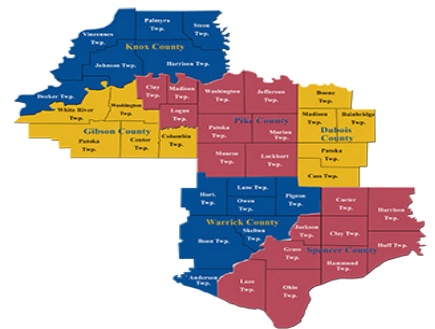 Palmyra
Twp.
Steen
Twp.
Vincennes
Twp.
Knox County
Johnson Twp.
Harrison Twp.
Decker Twp.
White River
Twp.
Washington
Twp.
Clay
Twp.
Madison
Twp.
Logan
Twp.
Gibson County
Patoka
Twp.
Center
Twp.
Columbia
Twp.
Washington
Twp.
Jefferson
Twp.
Pike County
Patoka
Twp.
Marion
Twp.
Monroe
Twp.
Lockhart
Twp.
Boone
Twp.
Madison
Twp.
Bainbridge
Twp.
Dubois
County
Patoka
Twp.
Cass Twp.
Hart.
Twp.
Lane Twp.
Owen
Twp.
Pigeon
Twp.
Warrick County
Skelton
Twp.
Boon Twp.
Anderson
Twp.
Carter
Twp.
Harrison
Twp.
Jackson
Twp.
Clay Twp.
Huff Twp.
Spencer County
Grass
Twp.
Hammond
Twp.
Luce
Twp.
Ohio
Twp.